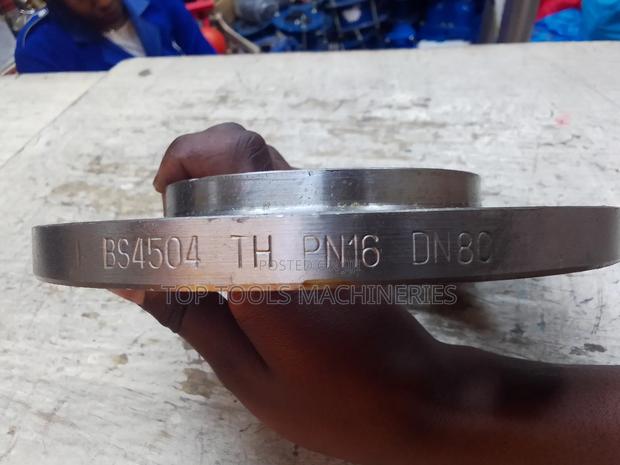 BS4504 TH PN16 DN80
POSTED ON
TOP TOOLS MACHINERIES